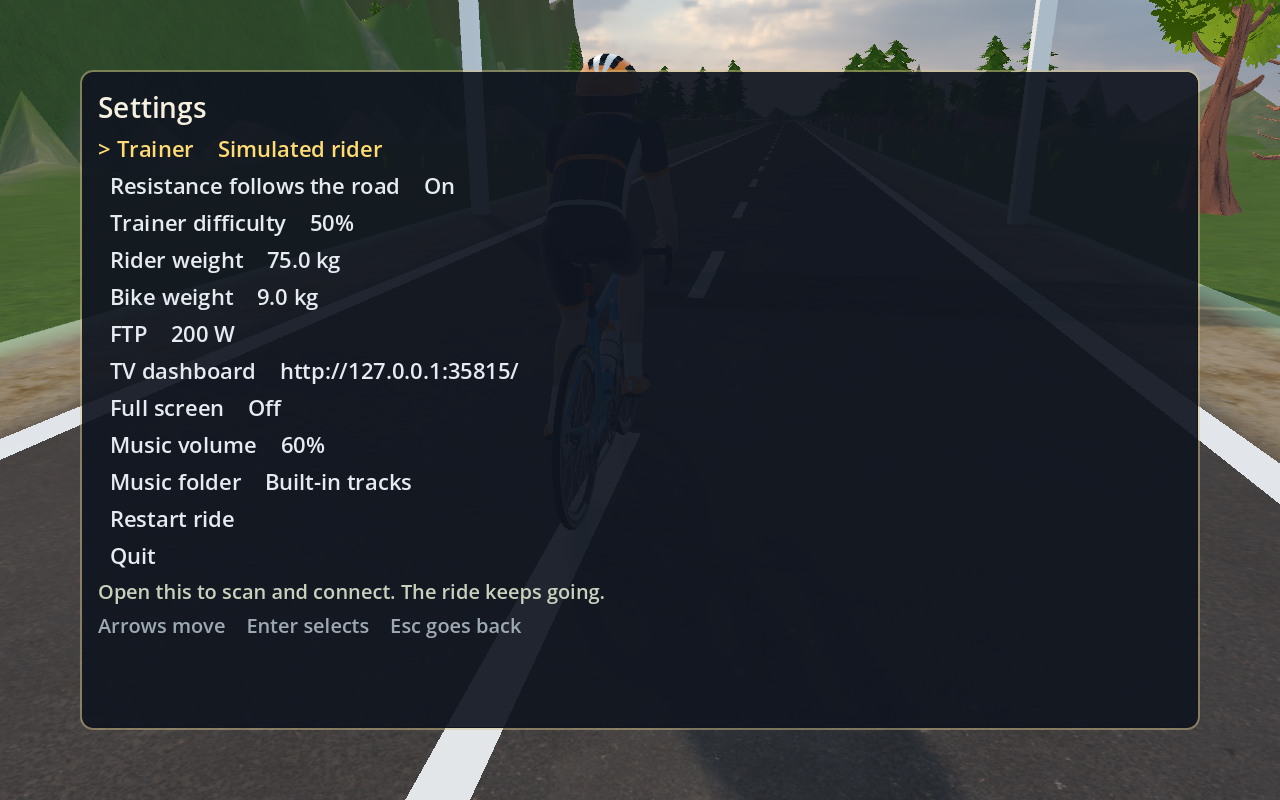 Settings
> Trainer Simulated rider
Resistance follows the road On
Trainer difficulty 50%
Rider weight 75.0 kg
Bike weight 9.0 kg
FTP 200 W
TV dashboard http://127.0.0.1:35815/
Full screen Off
Music volume 60%
Music folder Built-in tracks
Restart ride
Quit
Open this to scan and connect. The ride keeps going.
Arrows move Enter selects Esc goes back